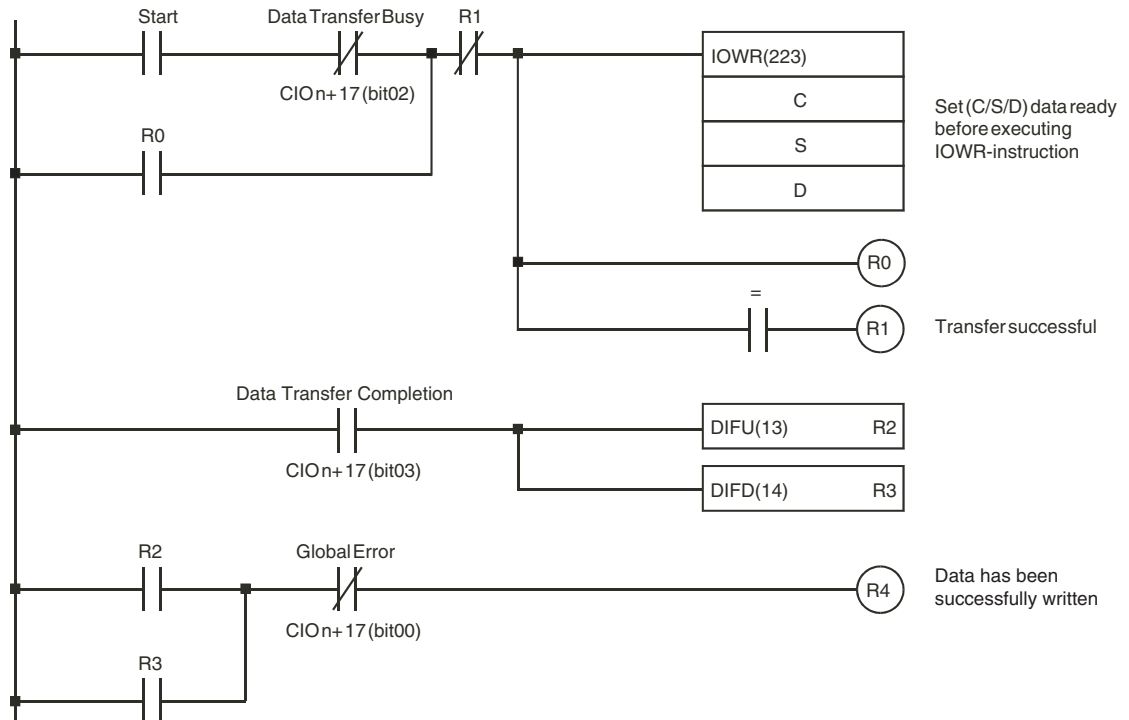 Start
Data Transfer Busy
R1
IOWR(223)
CIO n+ 17 (bit02)
C
S
D
Set (C/S/D) data ready
before executing
IOWR-instruction
R0
R0
=
R1
Transfer successful
Data Transfer Completion
DIFU(13) R2
CIO n+ 17 (bit03)
DIFD(14) R3
R2
Global Error
R4
Data has been
successfully written
CIO n+ 17 (bit00)
R3